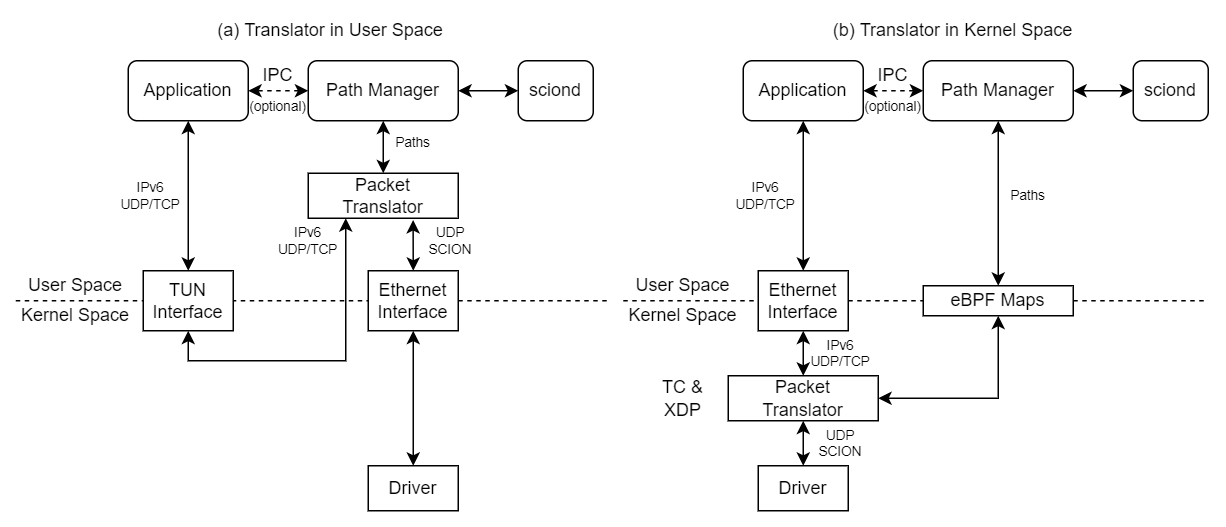 (a) Translator in User Space
Application
IPC
(optional)
Path Manager
sciond
Paths
IPv6
UDP/TCP
Packet
Translator
IPv6
UDP/TCP
UDP
SCION
User Space
Kernel Space
TUN
Interface
Ethernet
Interface
Driver
(b) Translator in Kernel Space
Application
IPC
(optional)
Path Manager
sciond
IPv6
UDP/TCP
Paths
User Space
Kernel Space
Ethernet
Interface
eBPF Maps
IPv6
UDP/TCP
TC &
XDP
Packet
Translator
UDP
SCION
Driver